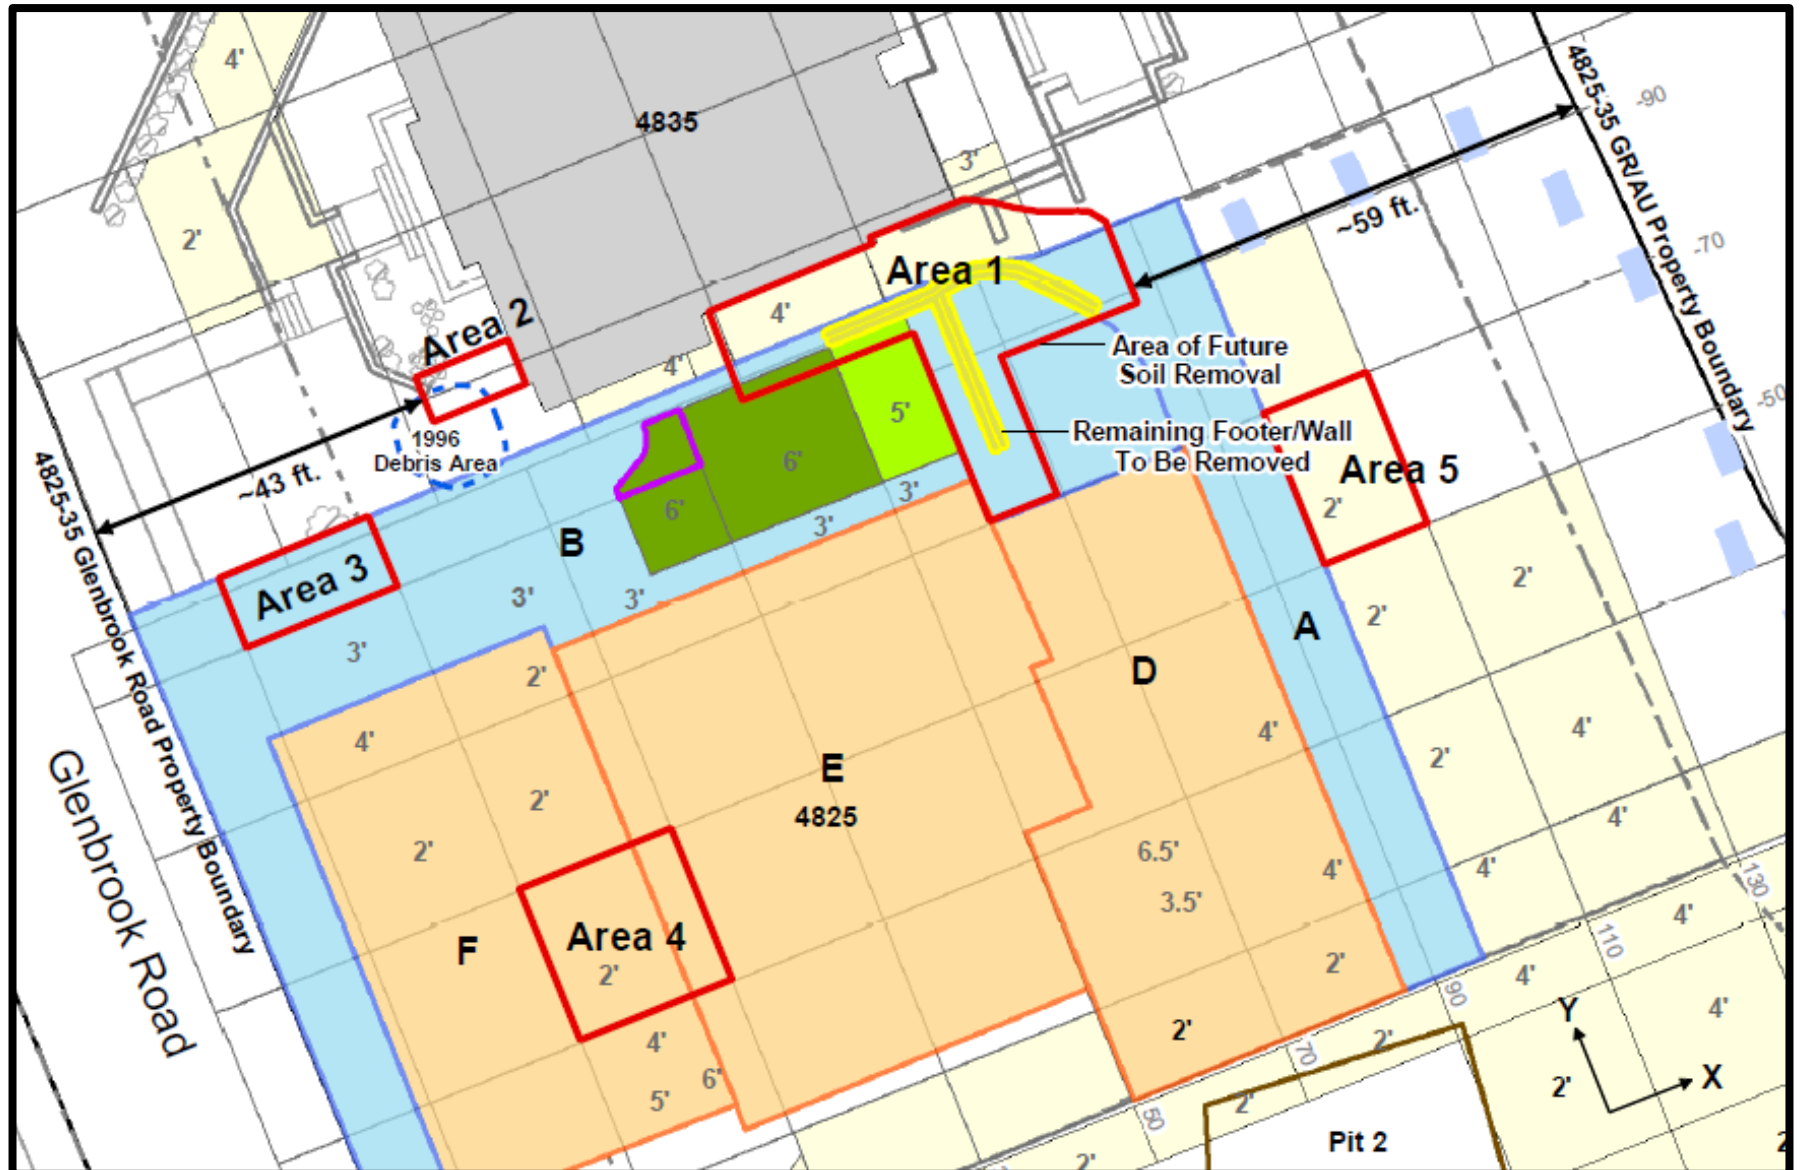 4'
4835
4825-35 GR/AU Property Boundary
-90
3'
2'
~59 ft.
-70
Area 1
4'
Area 2
4'
Area of Future
Soil Removal
-50
5'
1996
Debris Area
Remaining Footer/Wall
To Be Removed
Area 5
~43 ft.
6'
3'
2'
6'
3'
4825-35 Glenbrook Road Property Boundary
B
Area 3
3'
3'
2'
A
2'
3'
2'
D
4'
4'
4'
2'
E
2'
4825
4'
2'
6.5'
4'
4'
130
3.5'
4'
Glenbrook Road
F
Area 4
2'
110
2'
4'
90
4'
Y
2'
4'
2'
70
X
6'
2'
5'
2'
50
Pit 2
2'
2